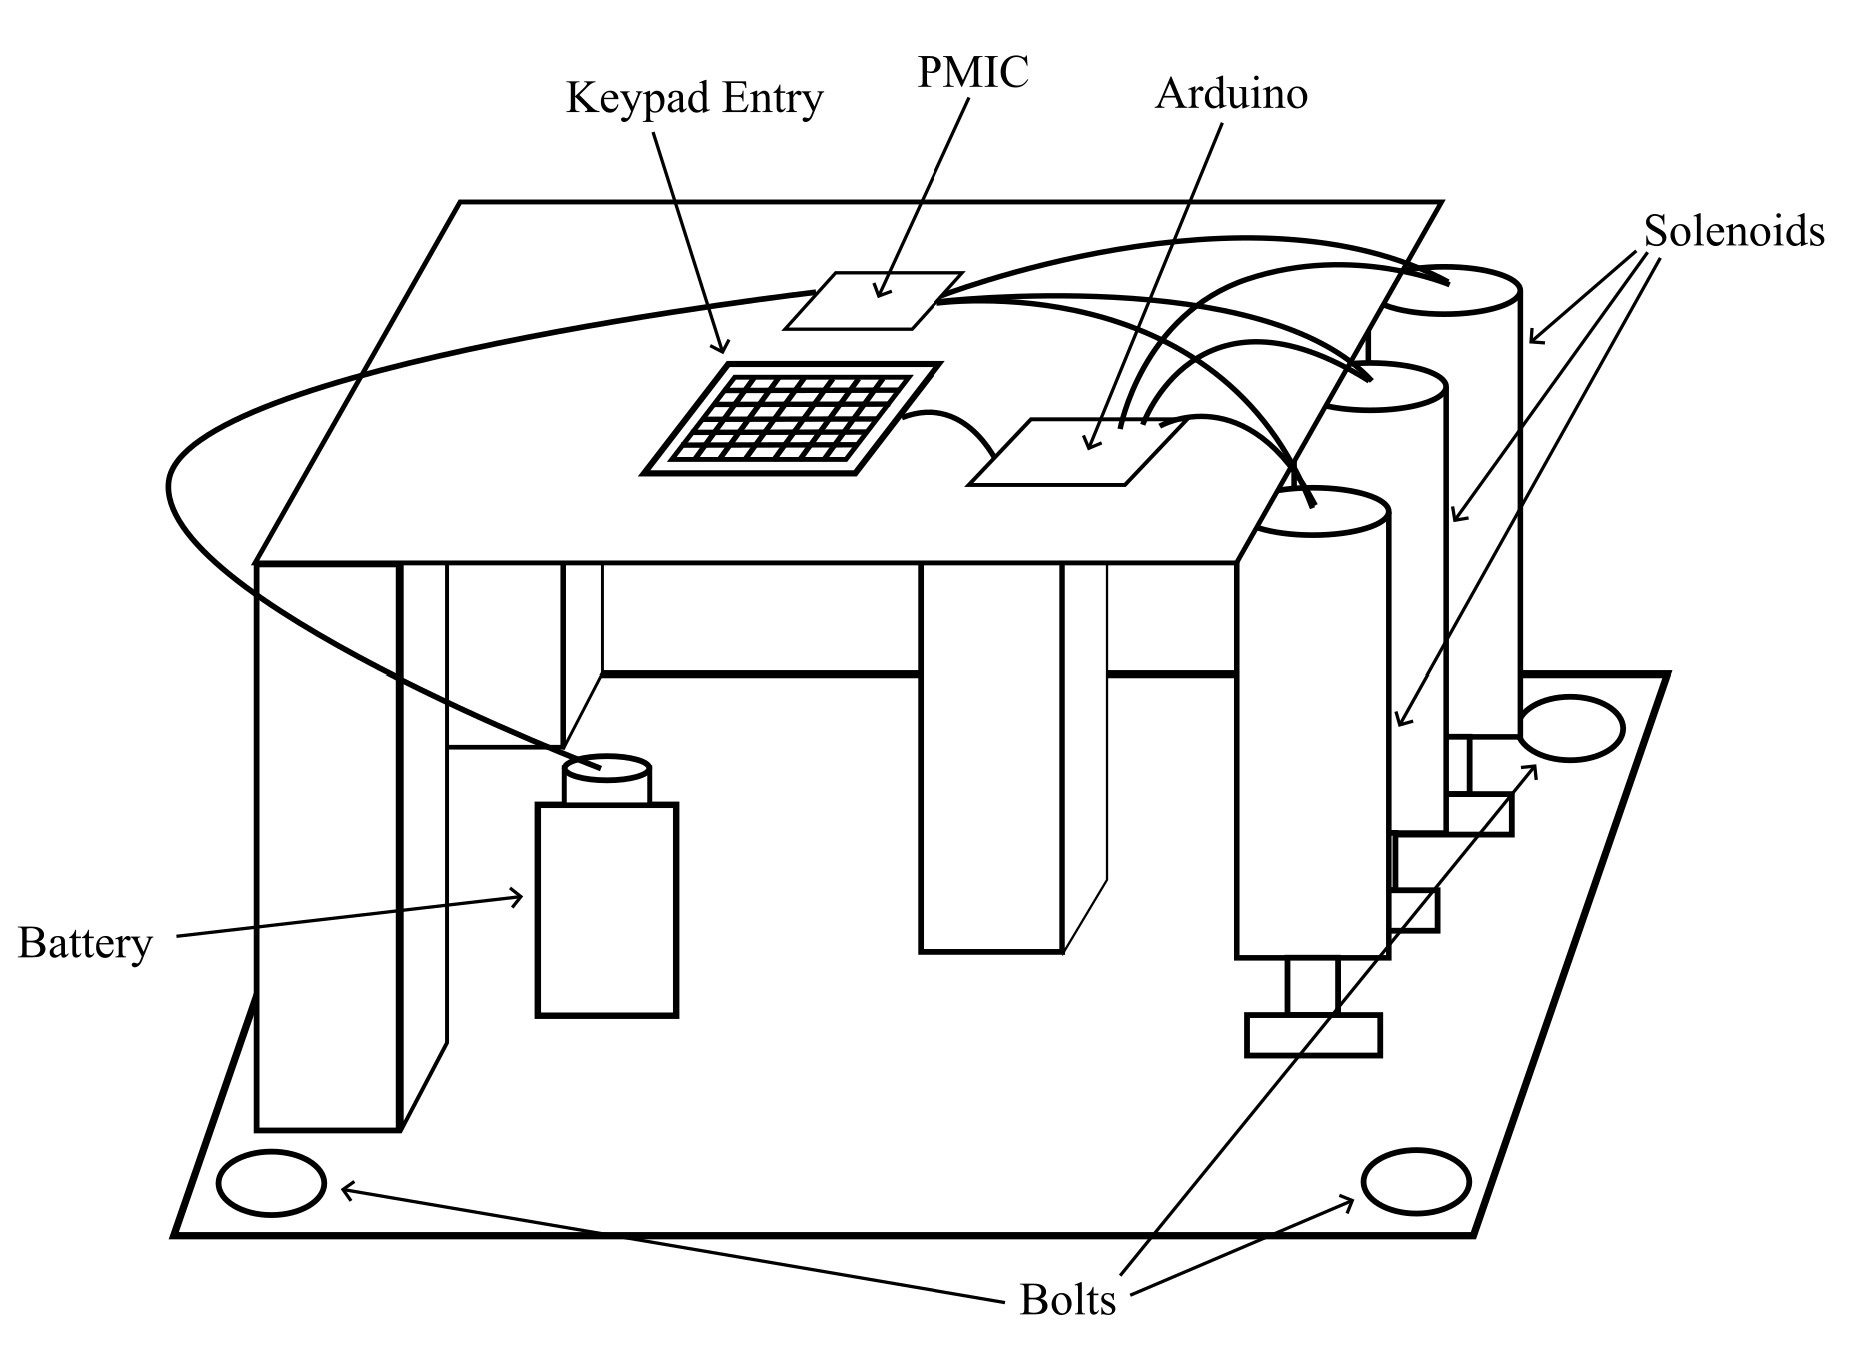 PMIC
Keypad Entry
Arduino
Solenoids
Battery
Bolts